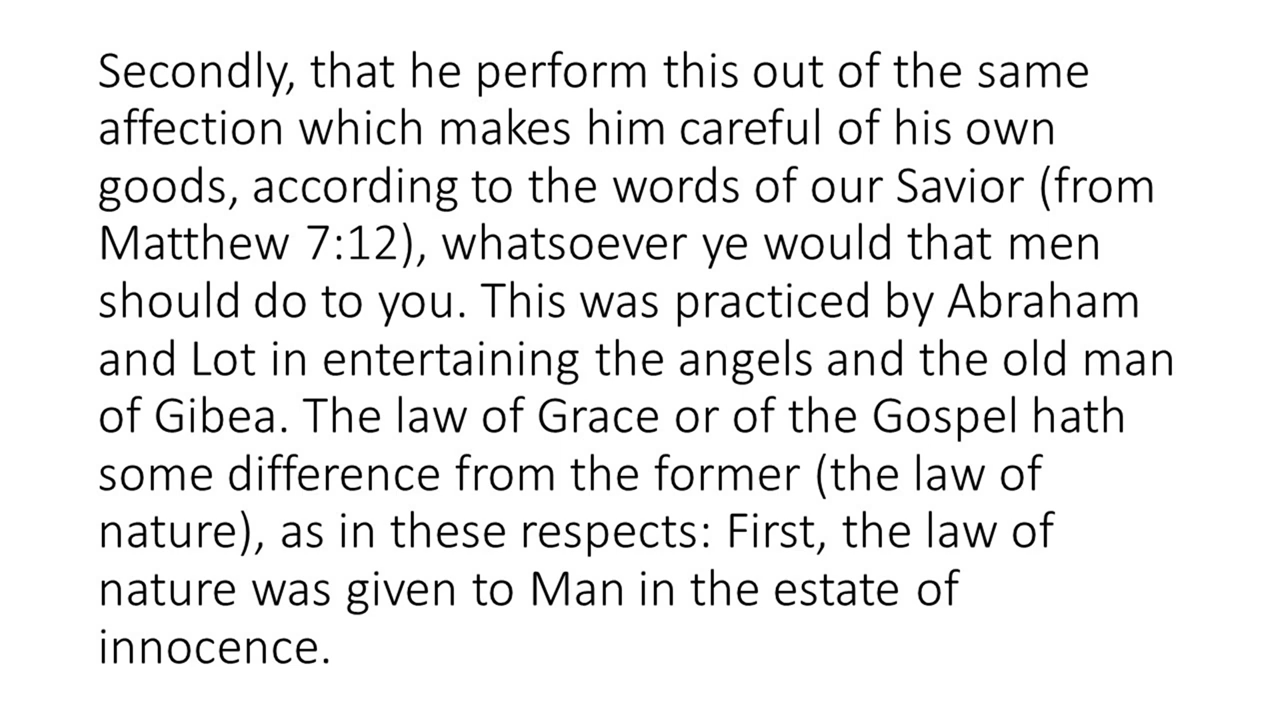 Secondly, that he perform this out of the same
affection which makes him careful of his own
goods, according to the words of our Savior (from
Matthew 7:12), whatsoever ye would that men
should do to you. This was practiced by Abraham
and Lot in entertaining the angels and the old man
of Gibea. The law of Grace or of the Gospel hath
some difference from the former (the law of
nature), as in these respects: First, the law of
nature was given to Man in the estate of
innocence.